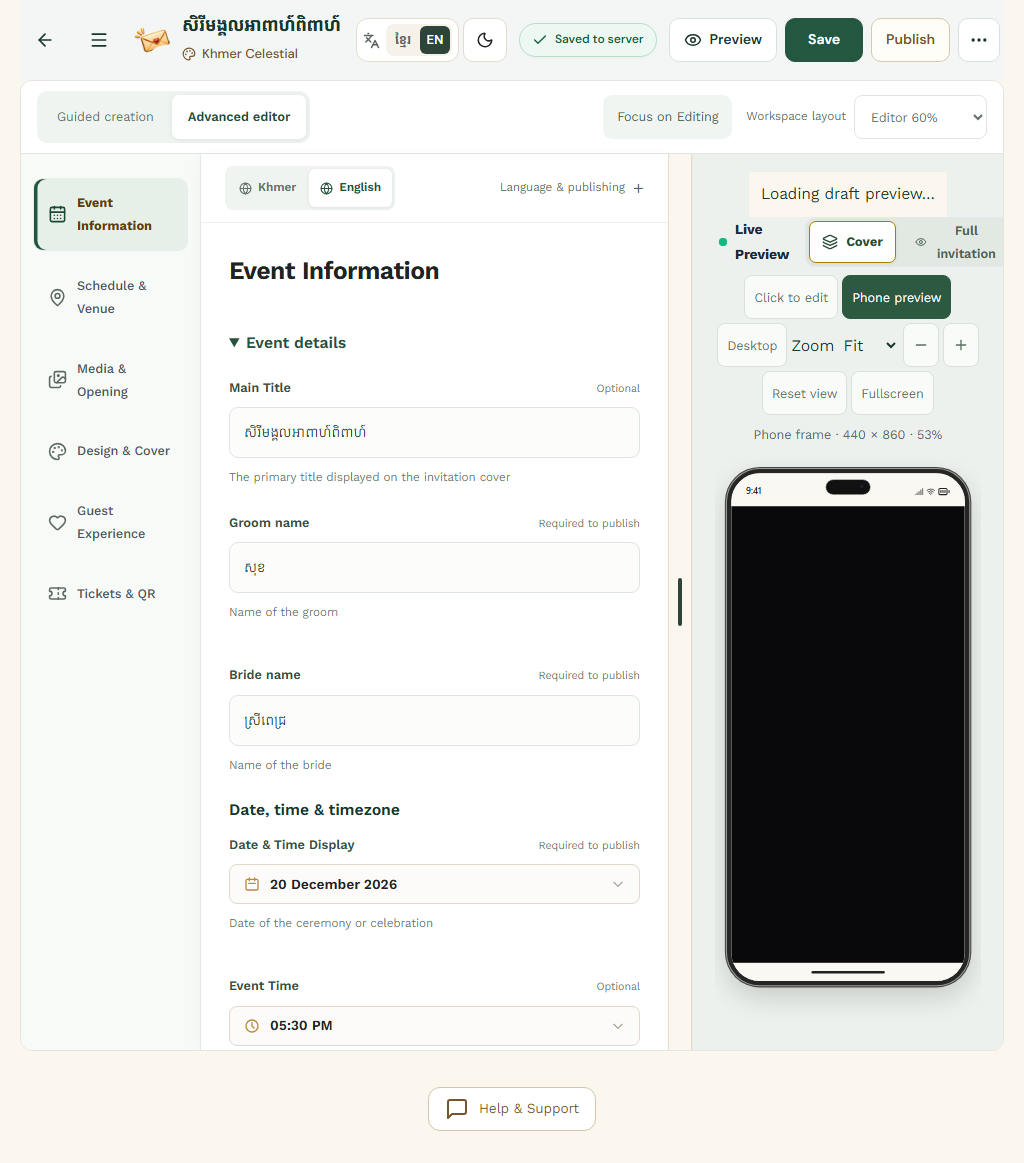 សិរីមង្គលអាពាហ៍ពិពាហ៍
Khmer Celestial
ខ្មែរ
EN
Saved to server
Preview
Save
Publish
Guided creation
Advanced editor
Focus on Editing
Workspace layout
Editor 60%
Event
Information
Schedule &
Venue
Media &
Opening
Design & Cover
Guest
Experience
Tickets & QR
Khmer
English
Language & publishing
Event Information
Event details
Main Title
Optional
សិរីមង្គលអាពាហ៍ពិពាហ៍
The primary title displayed on the invitation cover
Groom name
Required to publish
សុខ
Name of the groom
Bride name
Required to publish
ស្រីពេជ្រ
Name of the bride
Date, time & timezone
Date & Time Display
Required to publish
20 December 2026
Date of the ceremony or celebration
Event Time
Optional
05:30 PM
Loading draft preview...
Live
Preview
Cover
Full
invitation
Click to edit
Phone preview
Desktop
Zoom
Fit
Reset view
Fullscreen
Phone frame · 440 × 860 · 53%
9:41
Help & Support